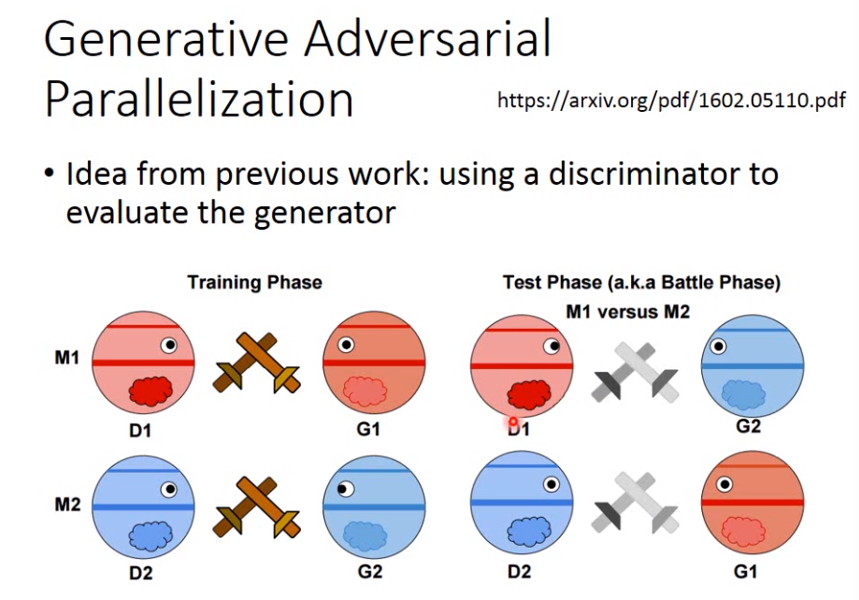 Generative Adversarial
Parallelization
https://arxiv.org/pdf/1602.05110.pdf
• Idea from previous work: using a discriminator to
evaluate the generator
Training Phase
Test Phase (a.k.a Battle Phase)
M1 versus M2
M1
D1
G1
D1
G2
M2
D2
G2
D2
G1